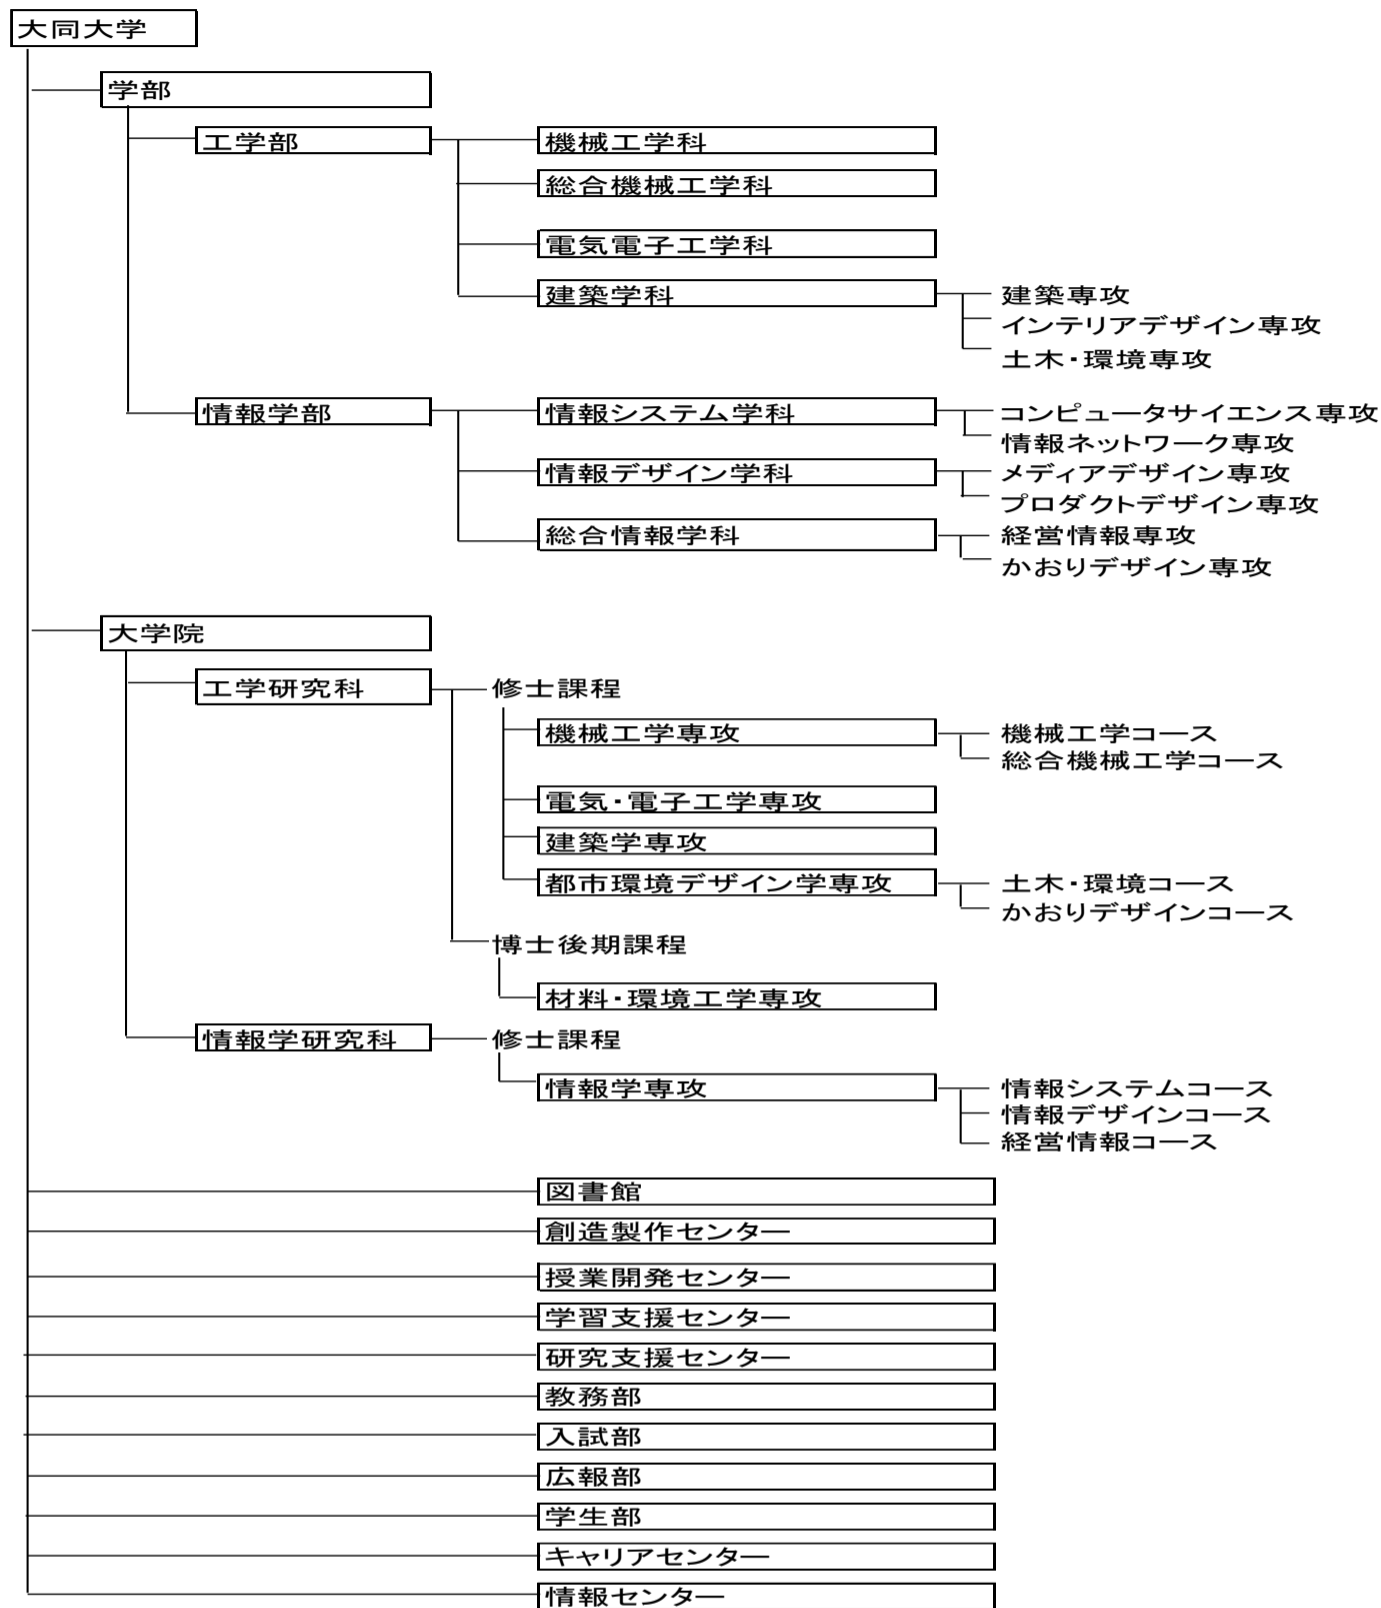 大同大学
学部
工学部
機械工学科
総合機械工学科
電気電子工学科
建築学科
建築専攻
インテリアデザイン専攻
土木・環境専攻
情報学部
情報システム学科
コンピュータサイエンス専攻
情報ネットワーク専攻
情報デザイン学科
メディアデザイン専攻
プロダクトデザイン専攻
総合情報学科
経営情報専攻
かおりデザイン専攻
大学院
工学研究科
修士課程
機械工学専攻
機械工学コース
総合機械工学コース
電気・電子工学専攻
建築学専攻
都市環境デザイン学専攻
土木・環境コース
かおりデザインコース
博士後期課程
材料・環境工学専攻
情報学研究科
修士課程
情報学専攻
情報システムコース
情報デザインコース
経営情報コース
図書館
創造製作センター
授業開発センター
学習支援センター
研究支援センター
教務部
入試部
広報部
学生部
キャリアセンター
情報センター